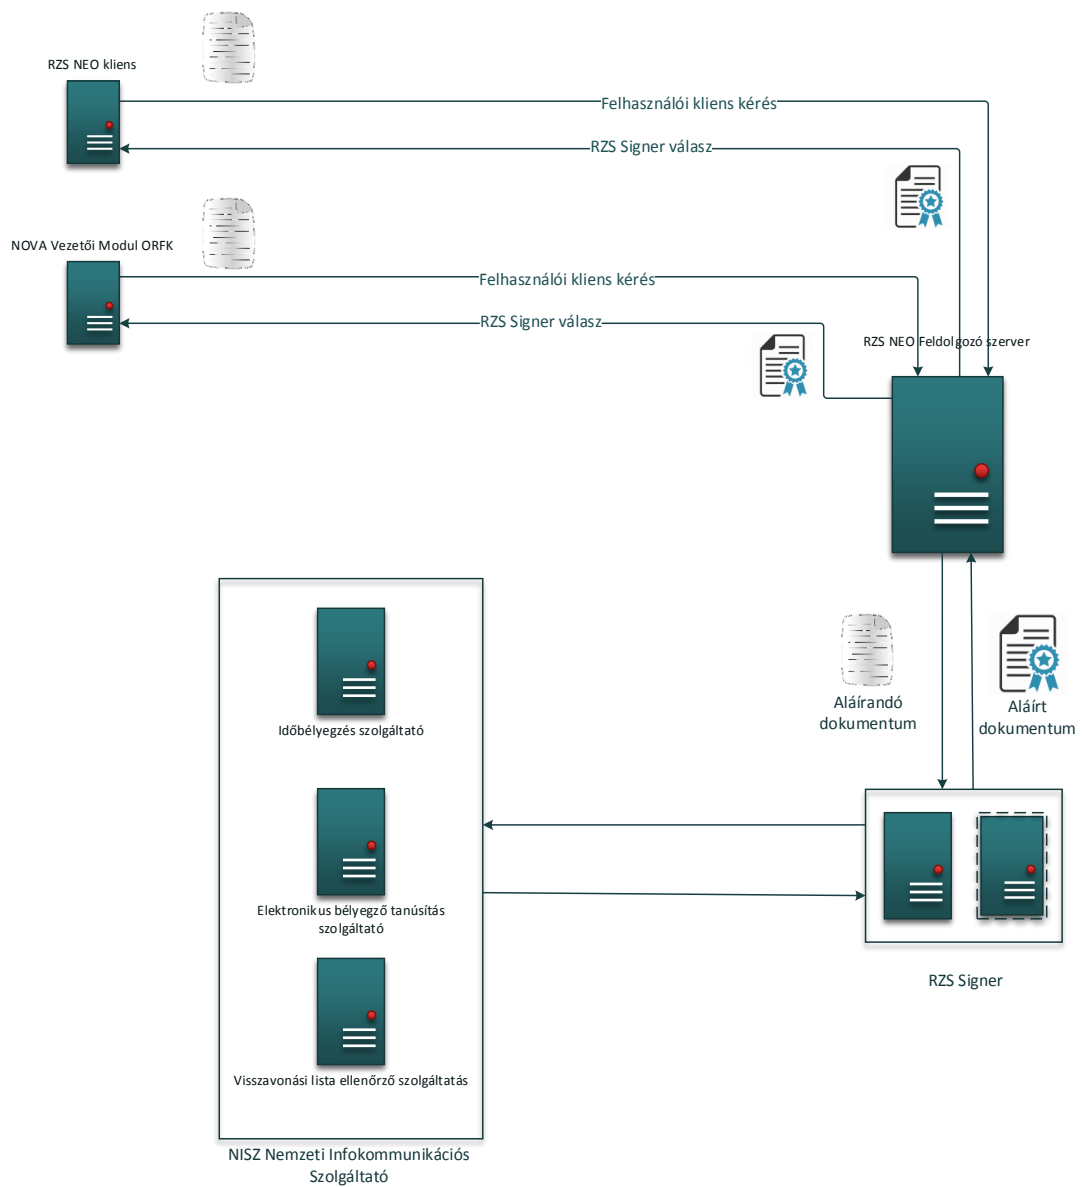 RZS NEO kliens
Felhasználói kliens kérés
RZS Signer válasz
NOVA Vezetői Modul ORFK
Felhasználói kliens kérés
RZS Signer válasz
RZS NEO Feldolgozó szerver
Aláírandó
dokumentum
Aláírt
dokumentum
Időbélyegzés szolgáltató
Elektronikus bélyegző tanúsítás
szolgáltató
RZS Signer
Visszavonási lista ellenőrző szolgáltatás
NISZ Nemzeti Infokommunikációs
Szolgáltató